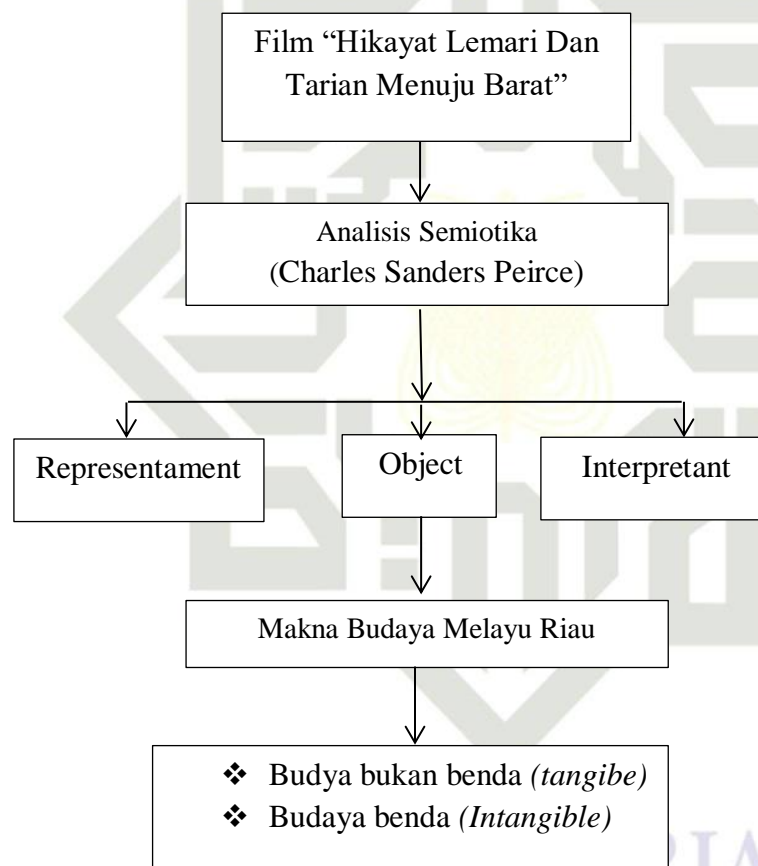 Film “Hikayat Lemari Dan
Tarian Menuju Barat”
Analisis Semiotika
(Charles Sanders Peirce)
Representament
Object
Interpretant
Makna Budaya Melayu Riau
❖ Budya bukan benda (tangibe)
❖ Budaya benda (Intangible)